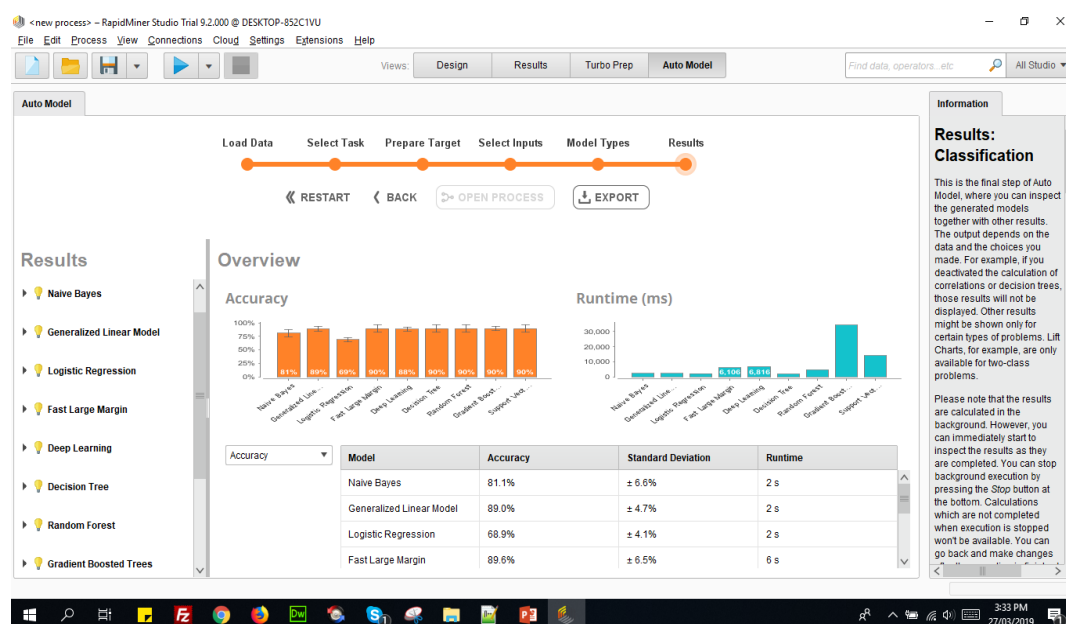 <new process> – RapidMiner Studio Trial 9.2.000 @ DESKTOP-852C1VU
File Edit Process View Connections Cloud Settings Extensions Help
Views: Design Results Turbo Prep Auto Model
Find data, operators...etc
All Studio
Auto Model
Load Data Select Task Prepare Target Select Inputs Model Types Results
RESTART BACK OPEN PROCESS EXPORT
Results
Naive Bayes
Generalized Linear Model
Logistic Regression
Fast Large Margin
Deep Learning
Decision Tree
Random Forest
Gradient Boosted Trees
Overview
Accuracy
100%
75%
50%
25%
0%
81% 89% 69% 90% 88% 90% 90% 90% 90%
Naive Bayes Generalized Line... Logistic Regression Fast Large Margin Deep Learning Decision Tree Random Forest Gradient Boost... Support Vect...
Runtime (ms)
30,000
20,000
10,000
0
6,106 6,616
Naive Bayes Generalized Line... Logistic Regression Fast Large Margin Deep Learning Decision Tree Random Forest Gradient Boost... Support Vect...
Accuracy
Model Accuracy Standard Deviation Runtime
Naive Bayes 81.1% ± 6.6% 2 s
Generalized Linear Model 89.0% ± 4.7% 2 s
Logistic Regression 68.9% ± 4.1% 2 s
Fast Large Margin 89.6% ± 6.5% 6 s
Information
Results:
Classification
This is the final step of Auto
Model, where you can inspect
the generated models
together with other results.
The output depends on the
data and the choices you
made. For example, if you
deactivated the calculation of
correlations or decision trees,
those results will not be
displayed. Other results
might be shown only for
certain types of problems. Lift
Charts, for example, are only
available for two-class
problems.
Please note that the results
are calculated in the
background. However, you
can immediately start to
inspect the results as they
are completed. You can stop
background execution by
pressing the Stop button at
the bottom. Calculations
which are not completed
when execution is stopped
won't be available. You can
go back and make changes
3:33 PM
27/03/2019